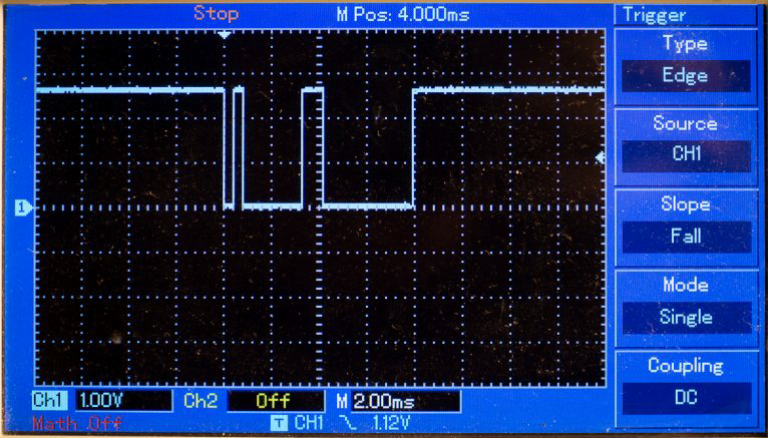 Stop M Pos: 4.000ms
Trigger
Type
Edge
Source
CH1
Slope
Fall
Mode
Single
Coupling
DC
1
Ch1 1.00V Ch2 Off M 2.00ms
Math Off T CH1 1.12V